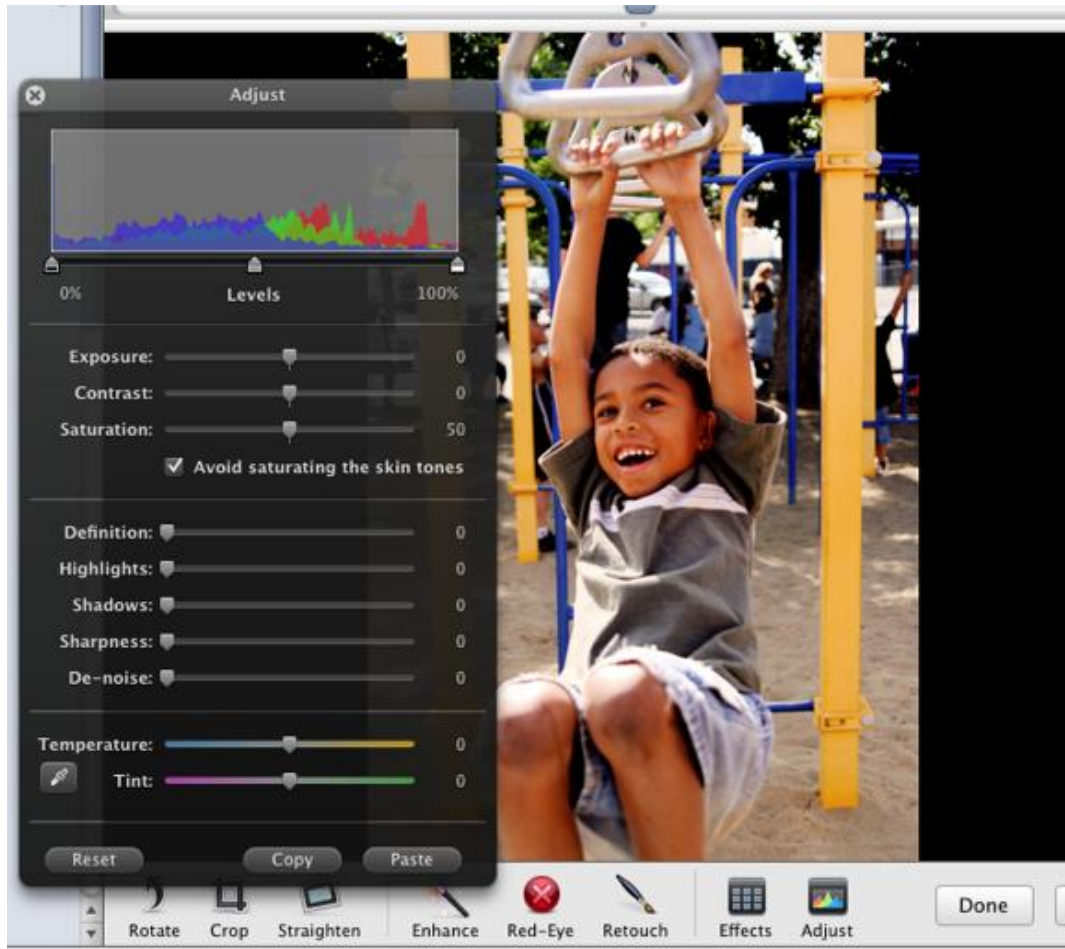 Adjust
0% Levels 100%
Exposure: 0
Contrast: 0
Saturation: 50
Avoid saturating the skin tones
Definition: 0
Highlights: 0
Shadows: 0
Sharpness: 0
De-noise: 0
Temperature: 0
Tint: 0
Reset Copy Paste
Rotate Crop Straighten Enhance Red-Eye Retouch Effects Adjust Done